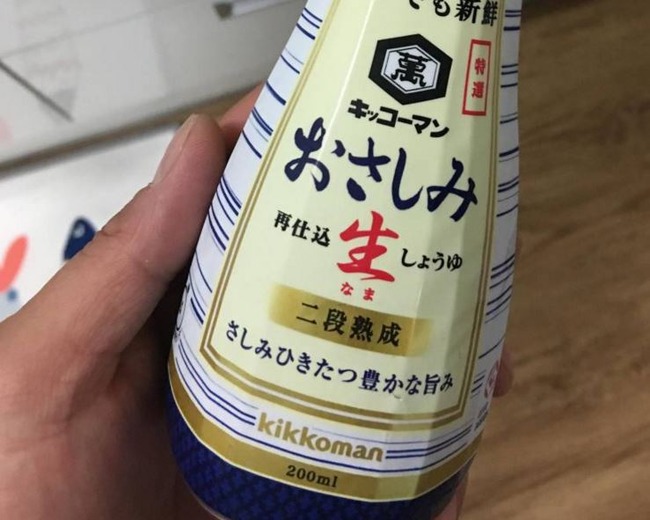 でも新鮮
特選
萬
キッコーマン
おさしみ
再仕込 生 しょうゆ
なま
二段熟成
さしみひきたつ豊かな旨み
kikkoman
200ml